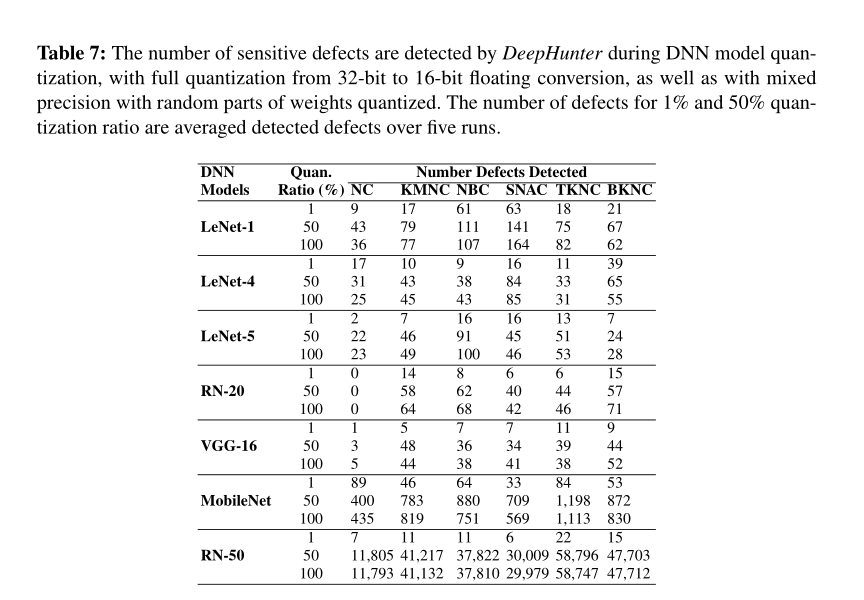 Table 7: The number of sensitive defects are detected by DeepHunter during DNN model quan-
tization, with full quantization from 32-bit to 16-bit floating conversion, as well as with mixed
precision with random parts of weights quantized. The number of defects for 1% and 50% quan-
tization ratio are averaged detected defects over five runs.
DNN Quan. Number Defects Detected
Models Ratio (%) NC KMNC NBC SNAC TKNC BKNC
1 9 17 61 63 18 21
LeNet-1 50 43 79 111 141 75 67
100 36 77 107 164 82 62
1 17 10 9 16 11 39
LeNet-4 50 31 43 38 84 33 65
100 25 45 43 85 31 55
1 2 7 16 16 13 7
LeNet-5 50 22 46 91 45 51 24
100 23 49 100 46 53 28
1 0 14 8 6 6 15
RN-20 50 0 58 62 40 44 57
100 0 64 68 42 46 71
1 1 5 7 7 11 9
VGG-16 50 3 48 36 34 39 44
100 5 44 38 41 38 52
1 89 46 64 33 84 53
MobileNet 50 400 783 880 709 1,198 872
100 435 819 751 569 1,113 830
1 7 11 11 6 22 15
RN-50 50 11,805 41,217 37,822 30,009 58,796 47,703
100 11,793 41,132 37,810 29,979 58,747 47,712